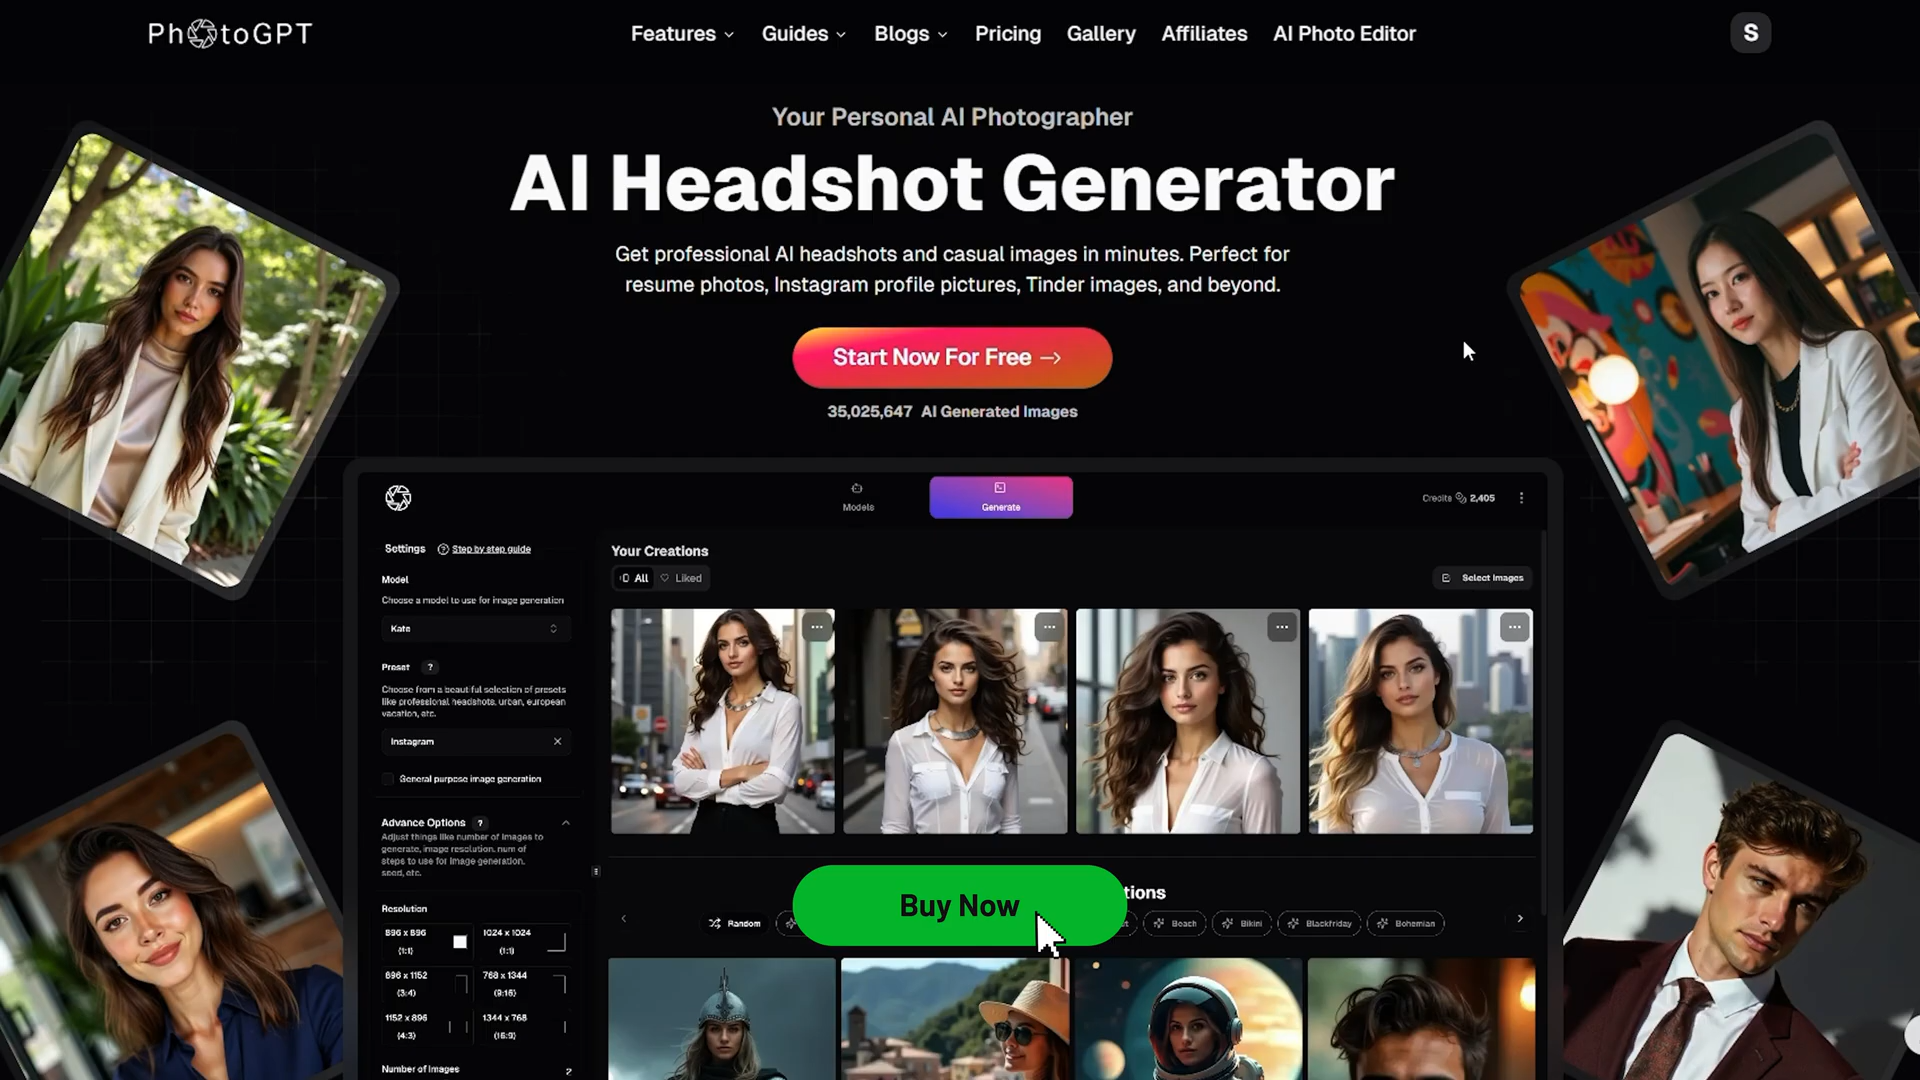 PhotoGPT
Features
Guides
Blogs
Pricing
Gallery
Affiliates
AI Photo Editor
S
Your Personal AI Photographer
AI Headshot Generator
Get professional AI headshots and casual images in minutes. Perfect for
resume photos, Instagram profile pictures, Tinder images, and beyond.
Start Now For Free →
35,025,647 AI Generated Images
Models
Generate
Credits 2,405
Settings
? Step by step guide
Your Creations
All
Liked
Select Images
Model
Choose a model to use for image generation
Kate
Preset ?
Choose from a beautiful selection of presets
like professional headshots, urban, european
vacation, etc.
Instagram
General purpose image generation
Advance Options ?
Adjust things like number of images to
generate, image resolution, num of
steps to use for image generation,
seed, etc.
Resolution
896 x 896
(1:1)
1024 x 1024
(1:1)
896 x 1152
(3:4)
768 x 1344
(9:16)
1152 x 896
(4:3)
1344 x 768
(16:9)
Number of Images 2
Buy Now
tions
Random
Beach
Bikini
Blackfriday
Bohemian